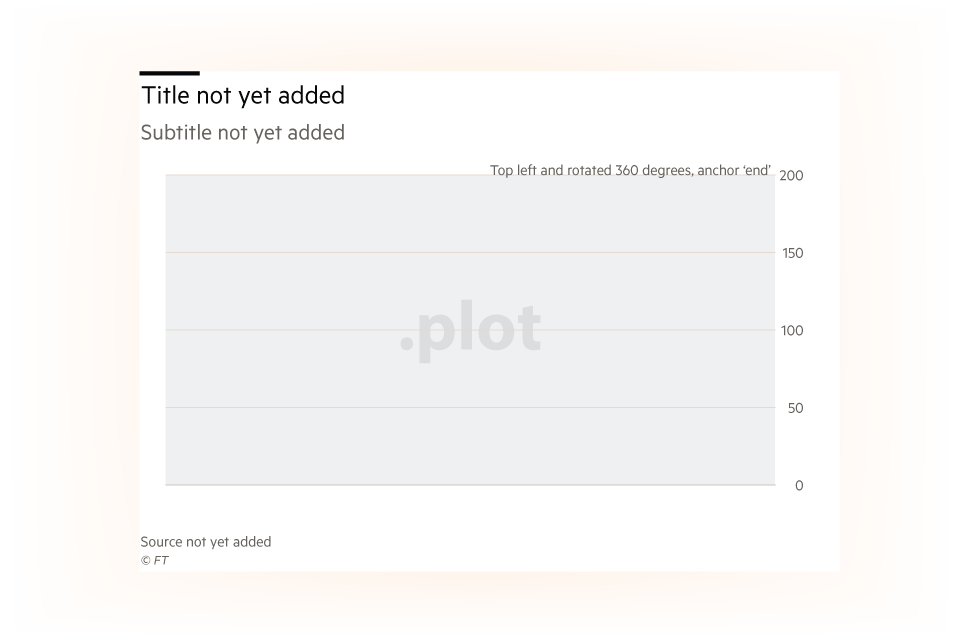 Title not yet added
Subtitle not yet added
Top left and rotated 360 degrees, anchor ‘end’
200
150
.plot
100
50
0
Source not yet added
© FT